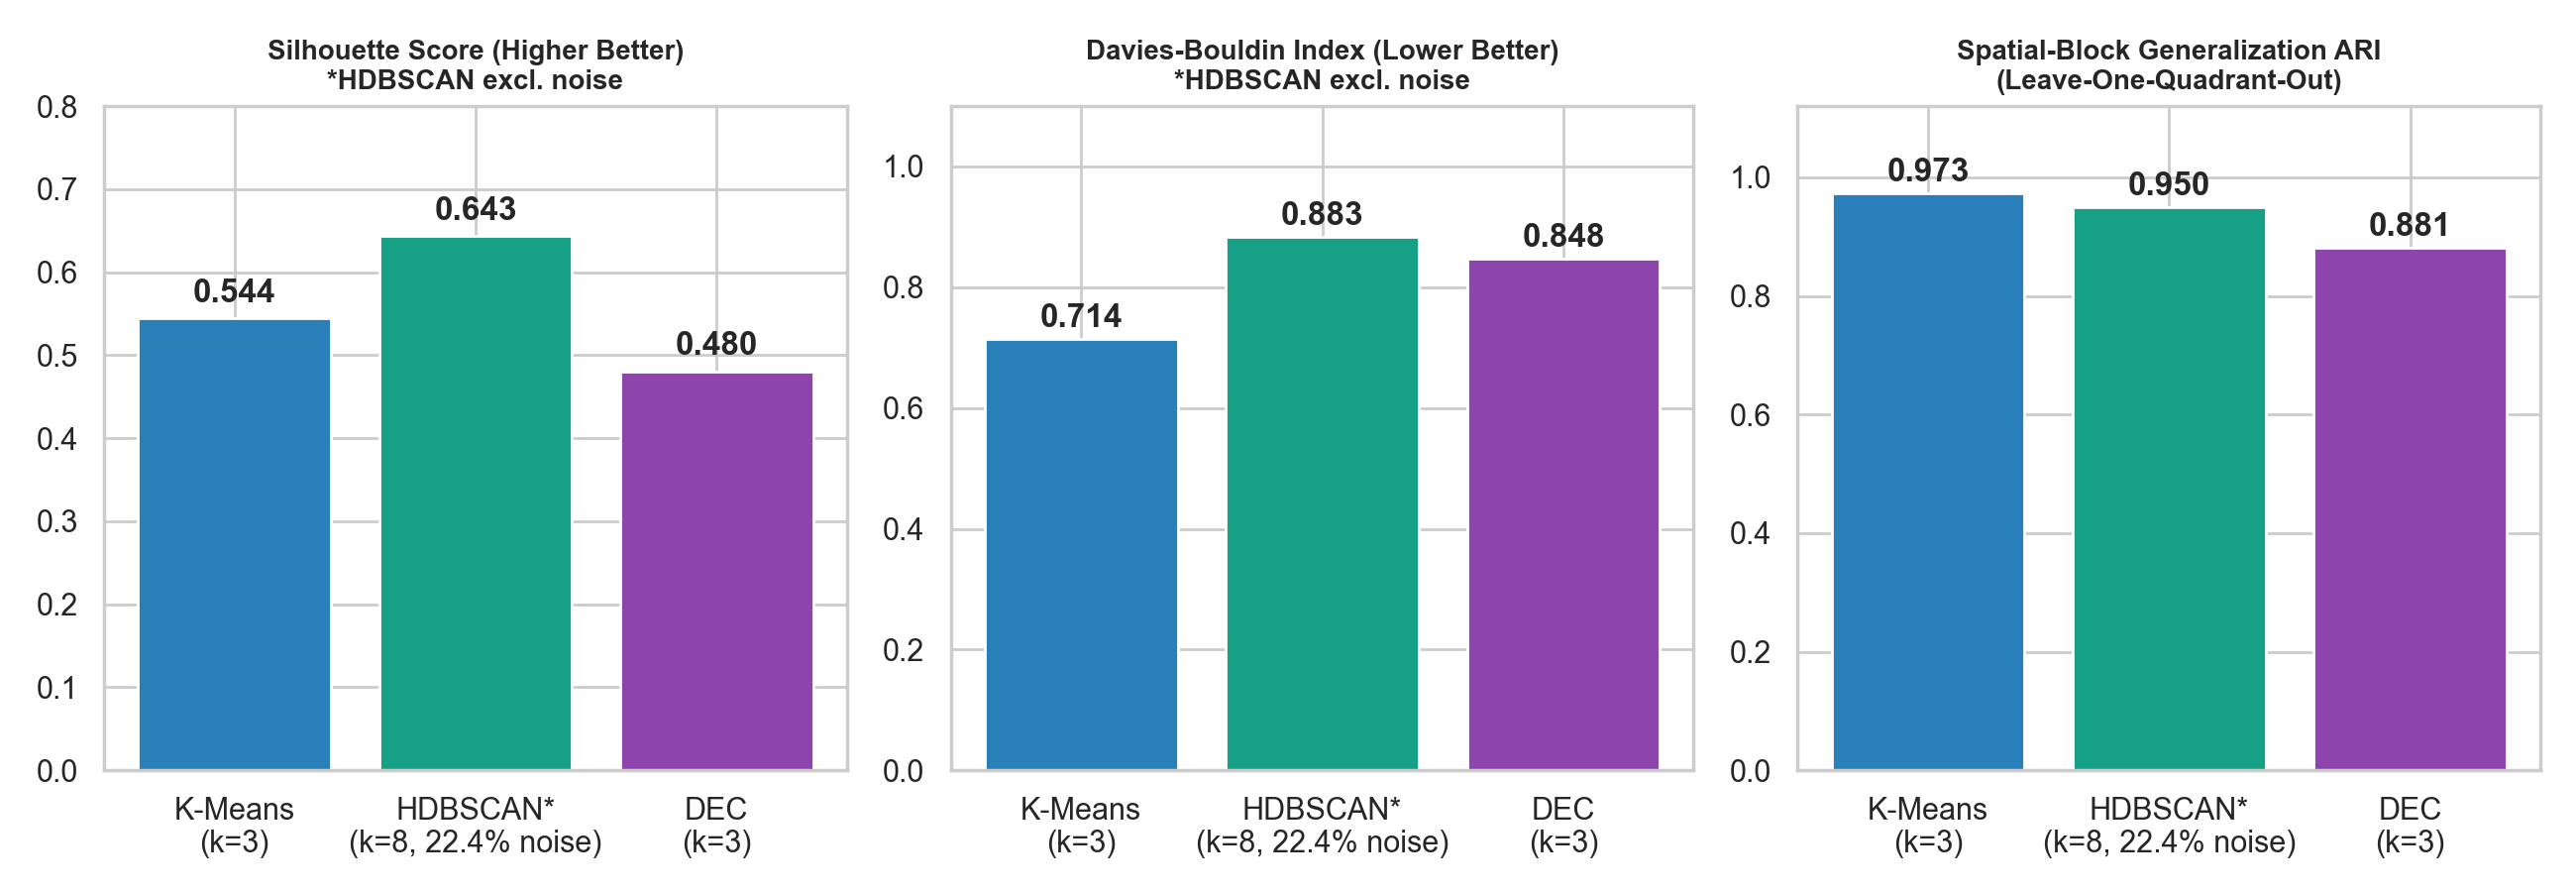 Silhouette Score (Higher Better)
*HDBSCAN excl. noise
0.8
0.7
0.6
0.5
0.4
0.3
0.2
0.1
0.0
0.544
0.643
0.480
K-Means
(k=3)
HDBSCAN*
(k=8, 22.4% noise)
DEC
(k=3)
Davies-Bouldin Index (Lower Better)
*HDBSCAN excl. noise
1.0
0.8
0.6
0.4
0.2
0.0
0.714
0.883
0.848
K-Means
(k=3)
HDBSCAN*
(k=8, 22.4% noise)
DEC
(k=3)
Spatial-Block Generalization ARI
(Leave-One-Quadrant-Out)
1.0
0.8
0.6
0.4
0.2
0.0
0.973
0.950
0.881
K-Means
(k=3)
HDBSCAN*
(k=8, 22.4% noise)
DEC
(k=3)